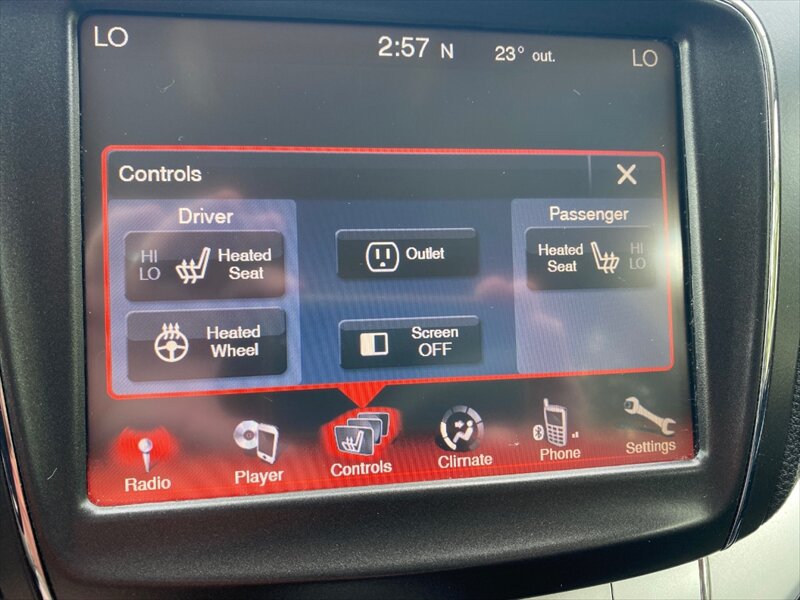 LO
2:57 N
23° out.
LO
Controls
Driver
Passenger
HI
LO
Heated
Seat
Outlet
Heated
Seat
HI
LO
Heated
Wheel
Screen
OFF
Radio
Player
Controls
Climate
Phone
Settings